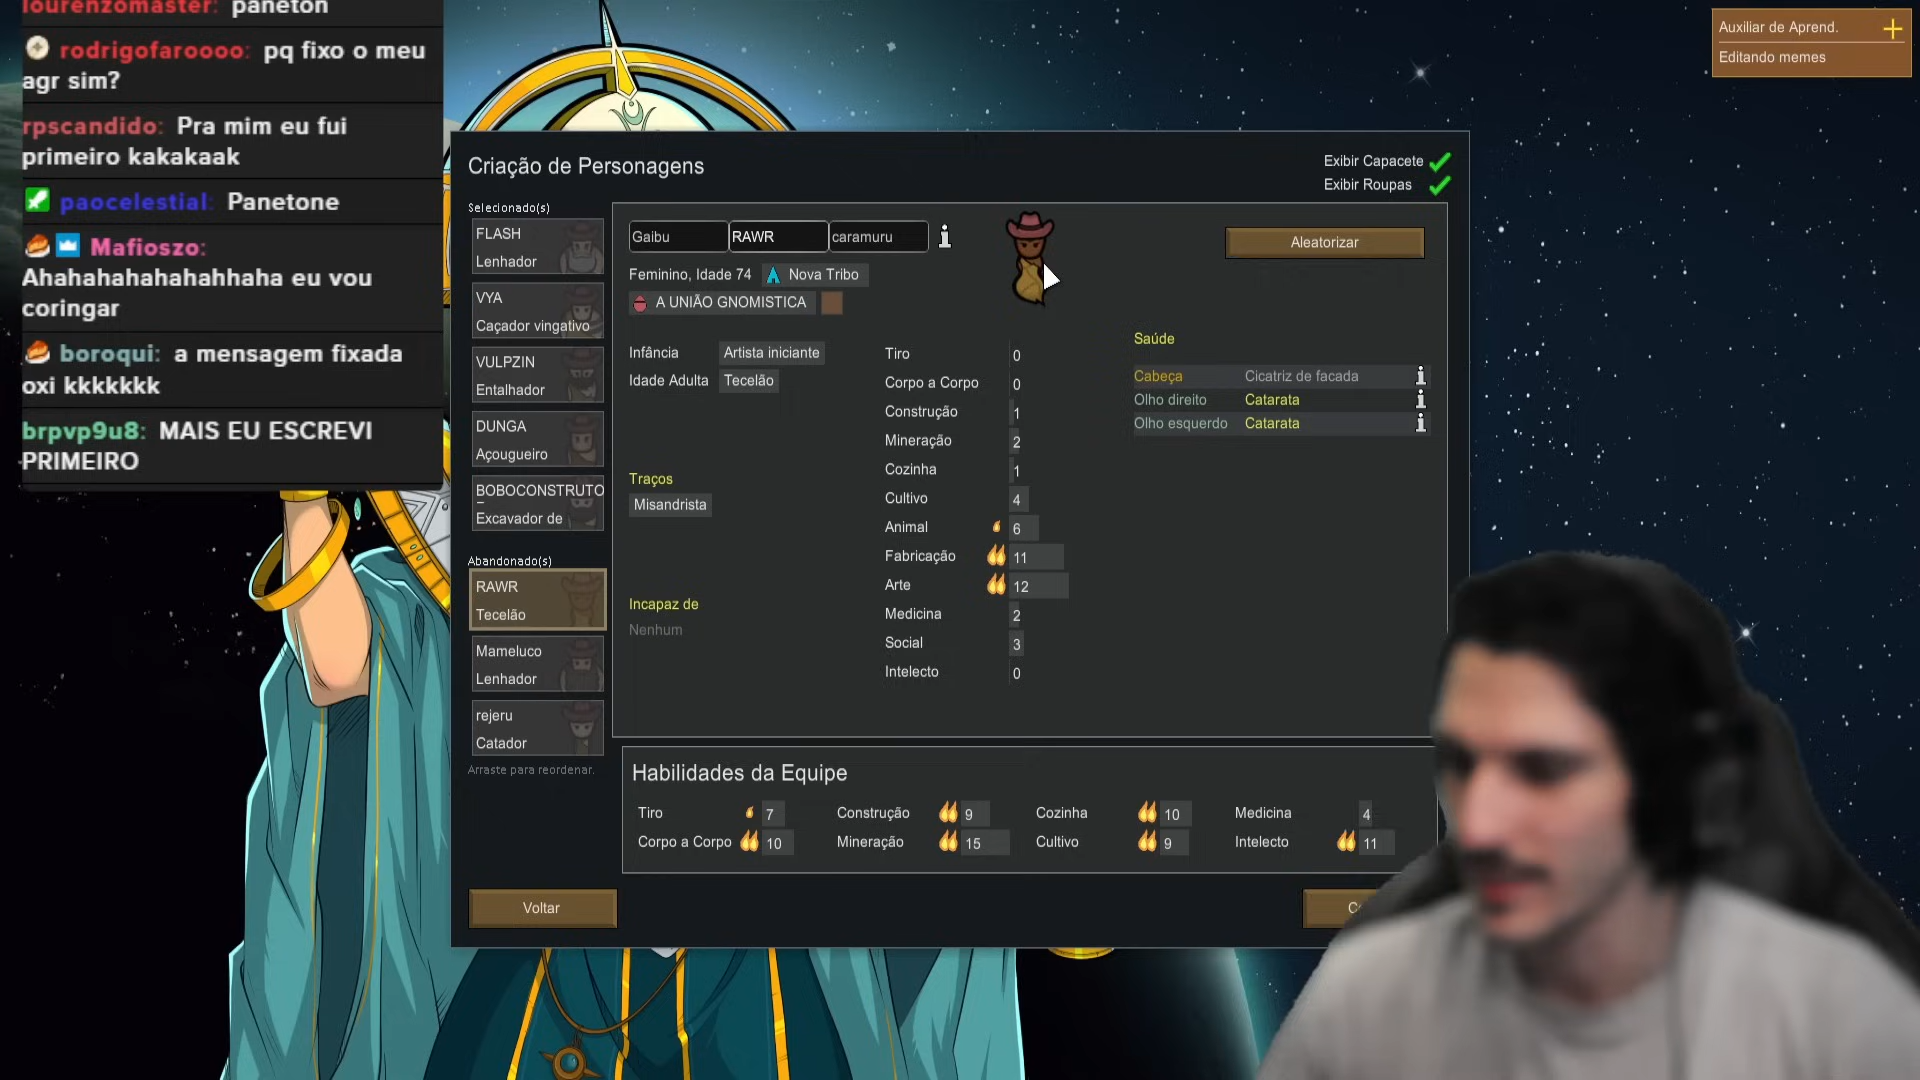 lourenzomaster: paneton
rodrigofaroooo: pq fixo o meu
agr sim?
rpscandido: Pra mim eu fui
primeiro kakakaak
paocelestial: Panetone
Mafioszo:
Ahahahahahahahhaha eu vou
coringar
boroqui: a mensagem fixada
oxi kkkkkkk
brpvp9u8: MAIS EU ESCREVI
PRIMEIRO
Auxiliar de Aprend.
Editando memes
Criação de Personagens
Exibir Capacete
Exibir Roupas
Selecionado(s)
FLASH
Lenhador
VYA
Caçador vingativo
VULPZIN
Entalhador
DUNGA
Açougueiro
BOBOCONSTRUTO
Excavador de
Abandonado(s)
RAWR
Tecelão
Mameluco
Lenhador
rejeru
Catador
Arraste para reordenar.
Gaibu RAWR caramuru
Aleatorizar
Feminino, Idade 74 Nova Tribo
A UNIÃO GNOMISTICA
Infância Artista iniciante
Idade Adulta Tecelão
Traços
Misandrista
Incapaz de
Nenhum
Tiro 0
Corpo a Corpo 0
Construção 1
Mineração 2
Cozinha 1
Cultivo 4
Animal 6
Fabricação 11
Arte 12
Medicina 2
Social 3
Intelecto 0
Saúde
Cabeça Cicatriz de facada
Olho direito Catarata
Olho esquerdo Catarata
Habilidades da Equipe
Tiro 7 Construção 9 Cozinha 10 Medicina 4
Corpo a Corpo 10 Mineração 15 Cultivo 9 Intelecto 11
Voltar